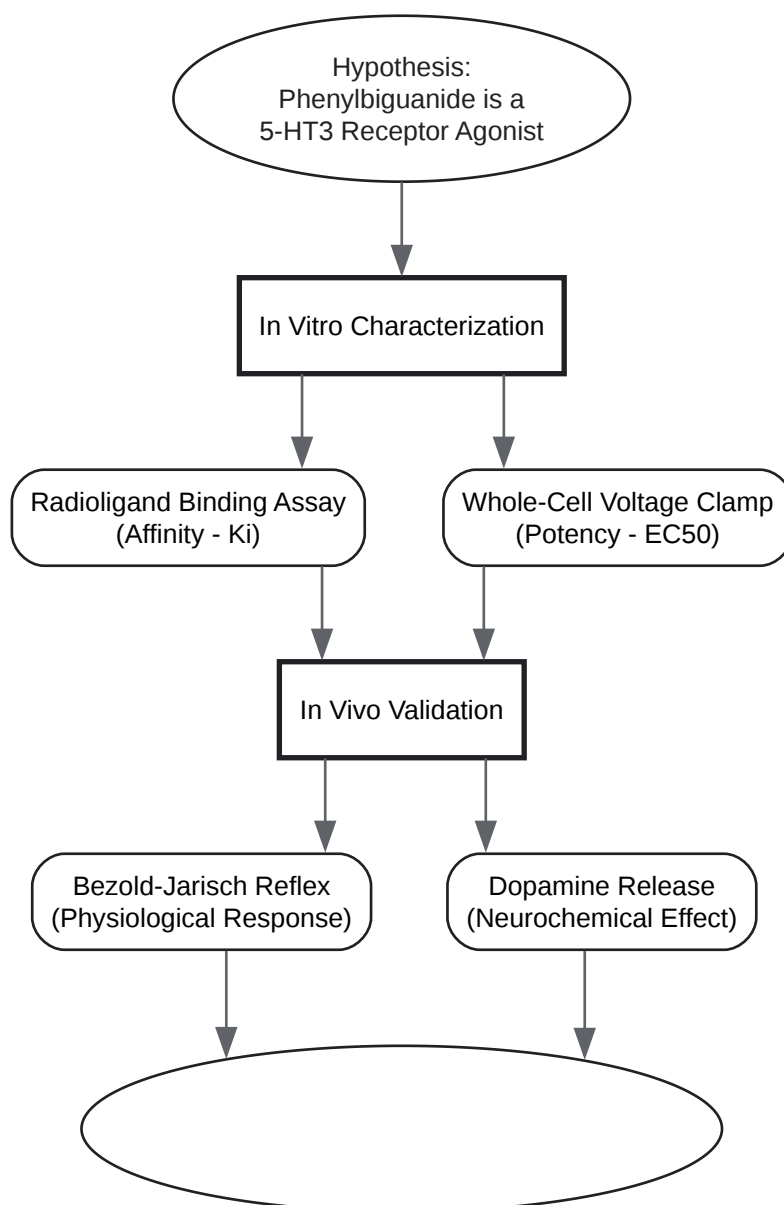 Hypothesis:
Phenylbiguanide is a
5-HT3 Receptor Agonist
In Vitro Characterization
Radioligand Binding Assay
(Affinity - Ki)
Whole-Cell Voltage Clamp
(Potency - EC50)
In Vivo Validation
Bezold-Jarisch Reflex
(Physiological Response)
Dopamine Release
(Neurochemical Effect)